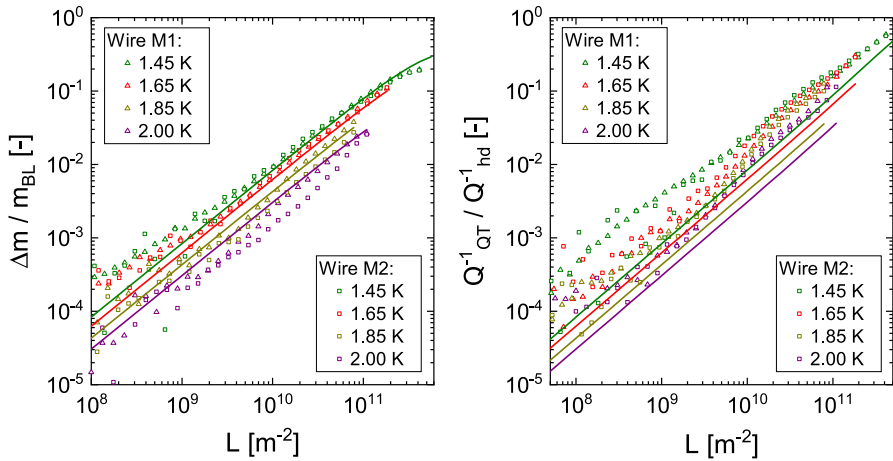 10^0
10^-1
10^-2
10^-3
10^-4
10^-5
Δm / m_BL [-]
Wire M1:
1.45 K
1.65 K
1.85 K
2.00 K
Wire M2:
1.45 K
1.65 K
1.85 K
2.00 K
10^8
10^9
10^10
10^11
L [m^-2]
10^0
10^-1
10^-2
10^-3
10^-4
10^-5
Q^-1_QT / Q^-1_hd [-]
Wire M1:
1.45 K
1.65 K
1.85 K
2.00 K
Wire M2:
1.45 K
1.65 K
1.85 K
2.00 K
10^8
10^9
10^10
10^11
L [m^-2]